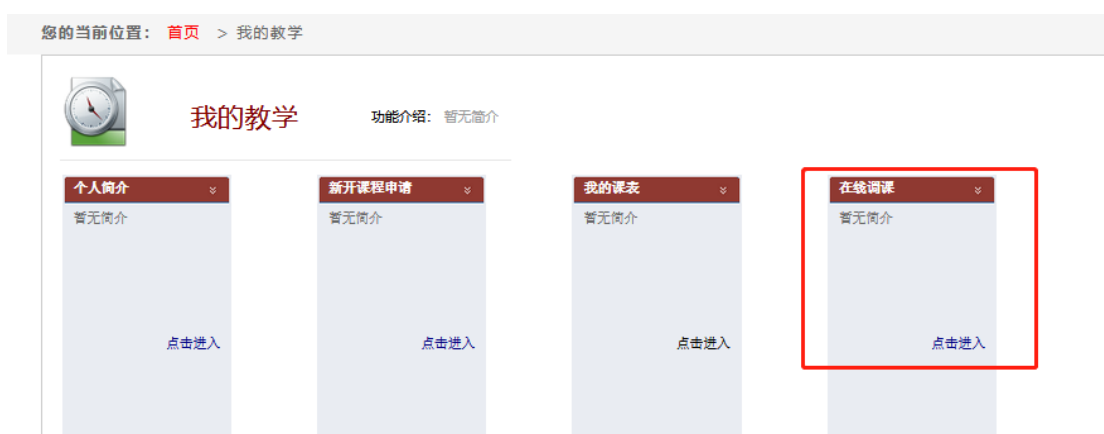 您的当前位置： 首页 > 我的教学
我的教学 功能介绍： 暂无简介
个人简介 新开课程申请 我的课表 在线调课
暂无简介 暂无简介 暂无简介 暂无简介
点击进入 点击进入 点击进入 点击进入